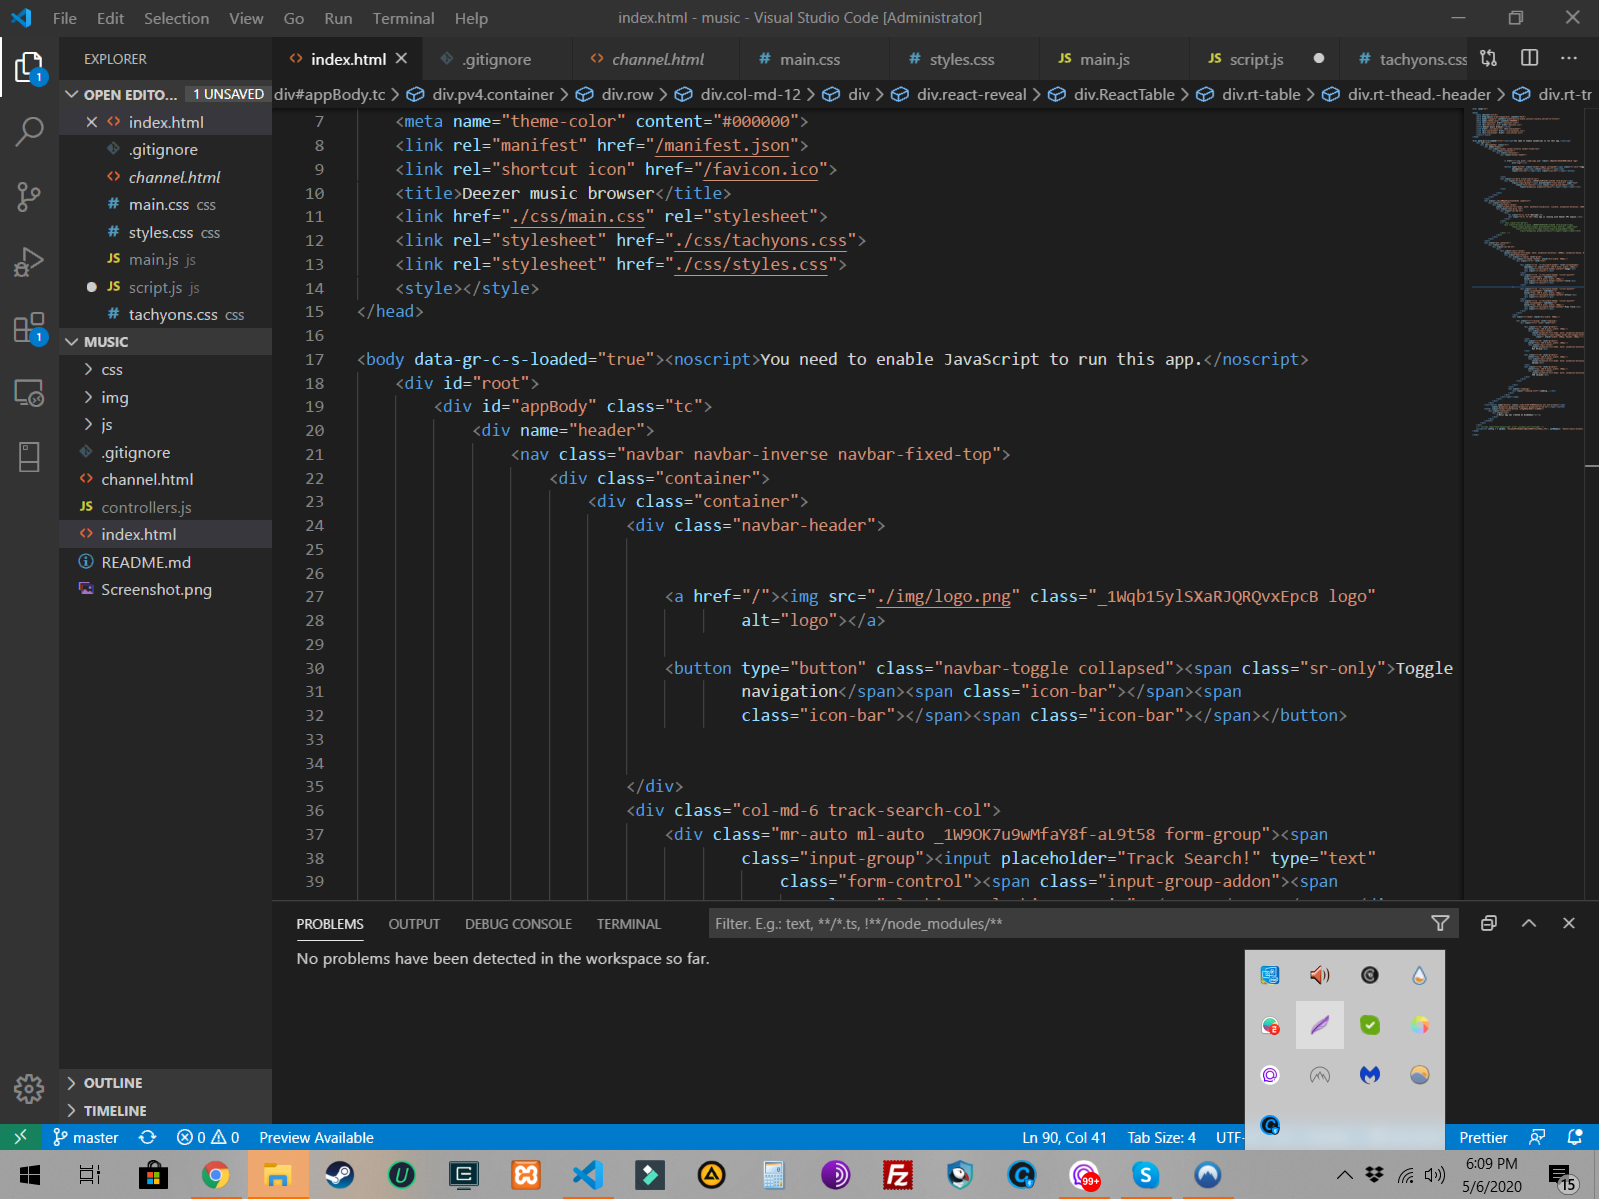 File Edit Selection View Go Run Terminal Help
index.html - music - Visual Studio Code [Administrator]
EXPLORER
index.html
.gitignore
channel.html
# main.css
# styles.css
JS main.js
JS script.js
# tachyons.css
OPEN EDITO... 1 UNSAVED
div#appBody.tc > div.pv4.container > div.row > div.col-md-12 > div > div.react-reveal > div.ReactTable > div.rt-table > div.rt-thead.-header > div.rt-tr
index.html
.gitignore
channel.html
# main.css css
# styles.css css
JS main.js js
JS script.js js
# tachyons.css css
MUSIC
css
img
js
.gitignore
channel.html
JS controllers.js
index.html
README.md
Screenshot.png
OUTLINE
TIMELINE
7 <meta name="theme-color" content="#000000">
8 <link rel="manifest" href="/manifest.json">
9 <link rel="shortcut icon" href="/favicon.ico">
10 <title>Deezer music browser</title>
11 <link href="./css/main.css" rel="stylesheet">
12 <link rel="stylesheet" href="./css/tachyons.css">
13 <link rel="stylesheet" href="./css/styles.css">
14 <style></style>
15 </head>
16
17 <body data-gr-c-s-loaded="true"><noscript>You need to enable JavaScript to run this app.</noscript>
18 <div id="root">
19 <div id="appBody" class="tc">
20 <div name="header">
21 <nav class="navbar navbar-inverse navbar-fixed-top">
22 <div class="container">
23 <div class="container">
24 <div class="navbar-header">
25
26
27 <a href="/"><img src="./img/logo.png" class="_1Wqb15ylSXaRJQRQvxEpcB logo"
28 alt="logo"></a>
29
30 <button type="button" class="navbar-toggle collapsed"><span class="sr-only">Toggle
31 navigation</span><span class="icon-bar"></span><span
32 class="icon-bar"></span><span class="icon-bar"></span></button>
33
34
35 </div>
36 <div class="col-md-6 track-search-col">
37 <div class="mr-auto ml-auto _1W9OK7u9wMfaY8f-aL9t58 form-group"><span
38 class="input-group"><input placeholder="Track Search!" type="text"
39 class="form-control"><span class="input-group-addon"><span
PROBLEMS OUTPUT DEBUG CONSOLE TERMINAL
Filter. E.g.: text, **/*.ts, !**/node_modules/**
No problems have been detected in the workspace so far.
master 0 0 Preview Available
Ln 90, Col 41 Tab Size: 4 UTF- Prettier
99+
6:09 PM
5/6/2020
15